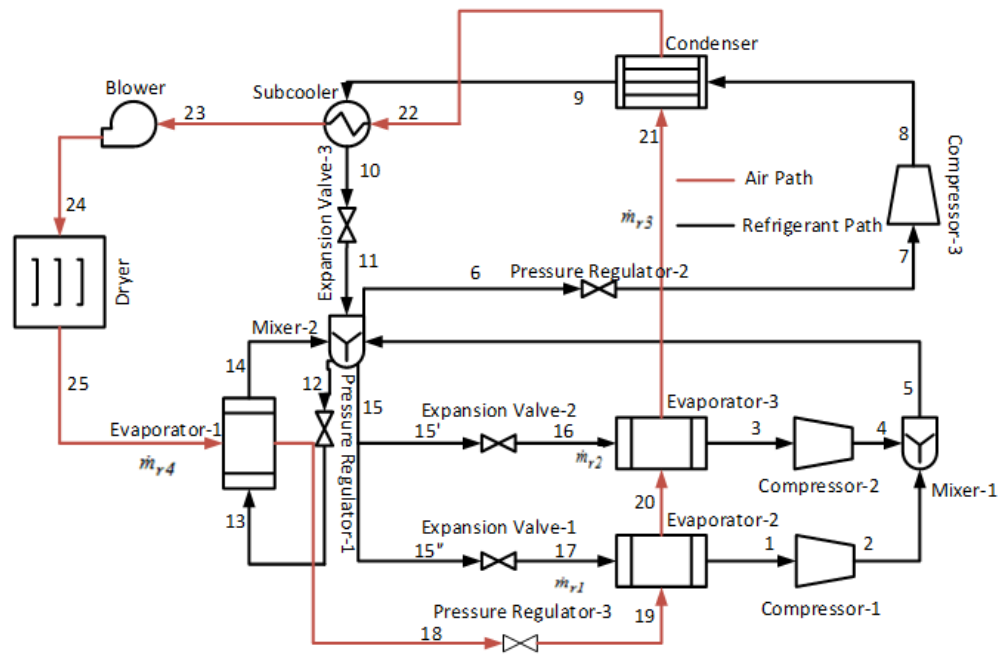 Condenser
Blower
Subcooler
23
22
9
21
8
Compressor-3
10
Expansion Valve-3
Air Path
24
ṁr3
Refrigerant Path
7
11
6
Pressure Regulator-2
Dryer
Mixer-2
14
12
Pressure Regulator-1
15
5
25
Evaporator-1
ṁr4
Expansion Valve-2
15'
16
ṁr2
Evaporator-3
3
4
Compressor-2
Mixer-1
20
13
Expansion Valve-1
15"
17
ṁr1
Evaporator-2
1
2
Compressor-1
Pressure Regulator-3
18
19